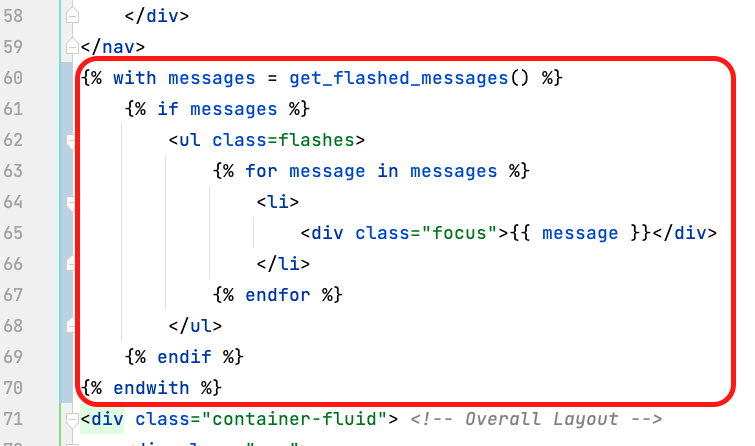 58 </div>
59 </nav>
60 {% with messages = get_flashed_messages() %}
61 {% if messages %}
62 <ul class=flashes>
63 {% for message in messages %}
64 <li>
65 <div class="focus">{{ message }}</div>
66 </li>
67 {% endfor %}
68 </ul>
69 {% endif %}
70 {% endwith %}
71 <div class="container-fluid"> <!-- Overall Layout -->